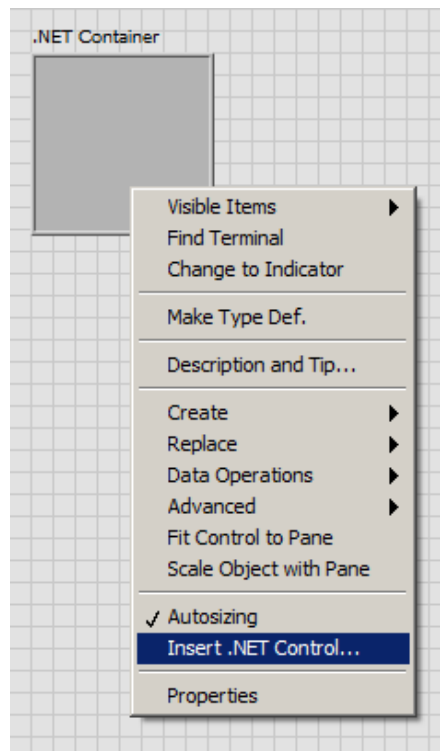 .NET Container
Visible Items
Find Terminal
Change to Indicator
Make Type Def.
Description and Tip...
Create
Replace
Data Operations
Advanced
Fit Control to Pane
Scale Object with Pane
Autosizing
Insert .NET Control...
Properties